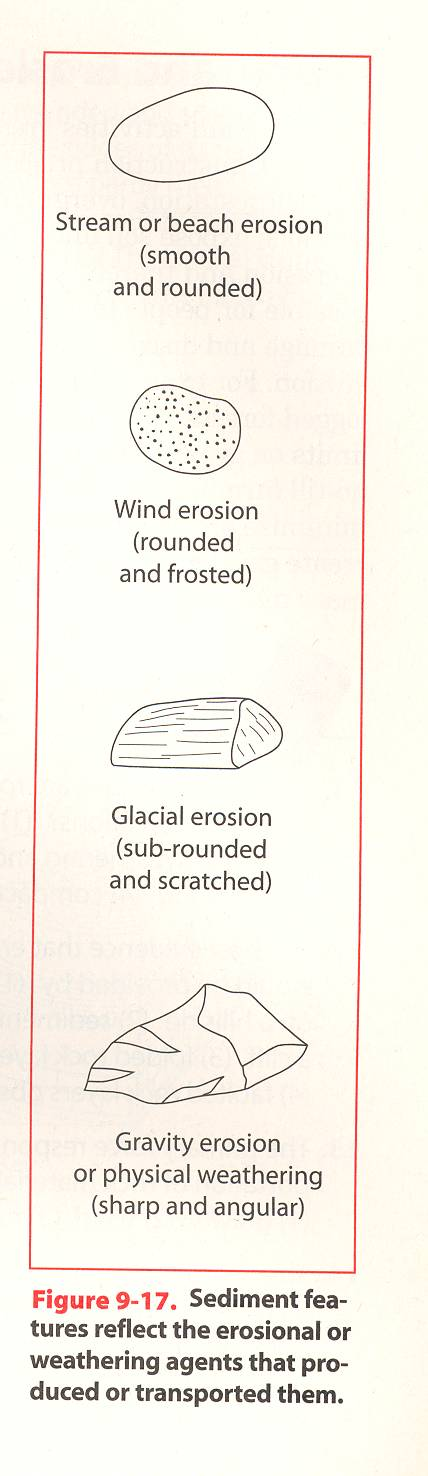 Stream or beach erosion
(smooth
and rounded)
Wind erosion
(rounded
and frosted)
Glacial erosion
(sub-rounded
and scratched)
Gravity erosion
or physical weathering
(sharp and angular)
Figure 9-17. Sediment fea-
tures reflect the erosional or
weathering agents that pro-
duced or transported them.